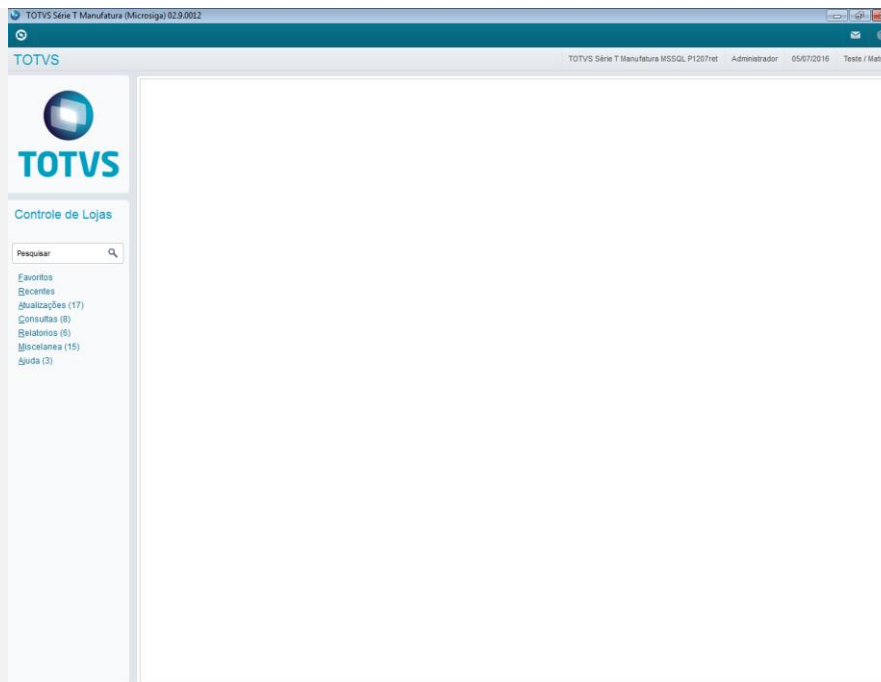 TOTVS Série T Manufatura (Microsiga) 02.9.0012
TOTVS
TOTVS Série T Manufatura MSSQL P1207ret Administrador 05/07/2016 Teste /
TOTVS
Controle de Lojas
Pesquisar
Favoritos
Recentes
Atualizações (17)
Consultas (8)
Relatorios (6)
Miscelanea (15)
Ajuda (3)